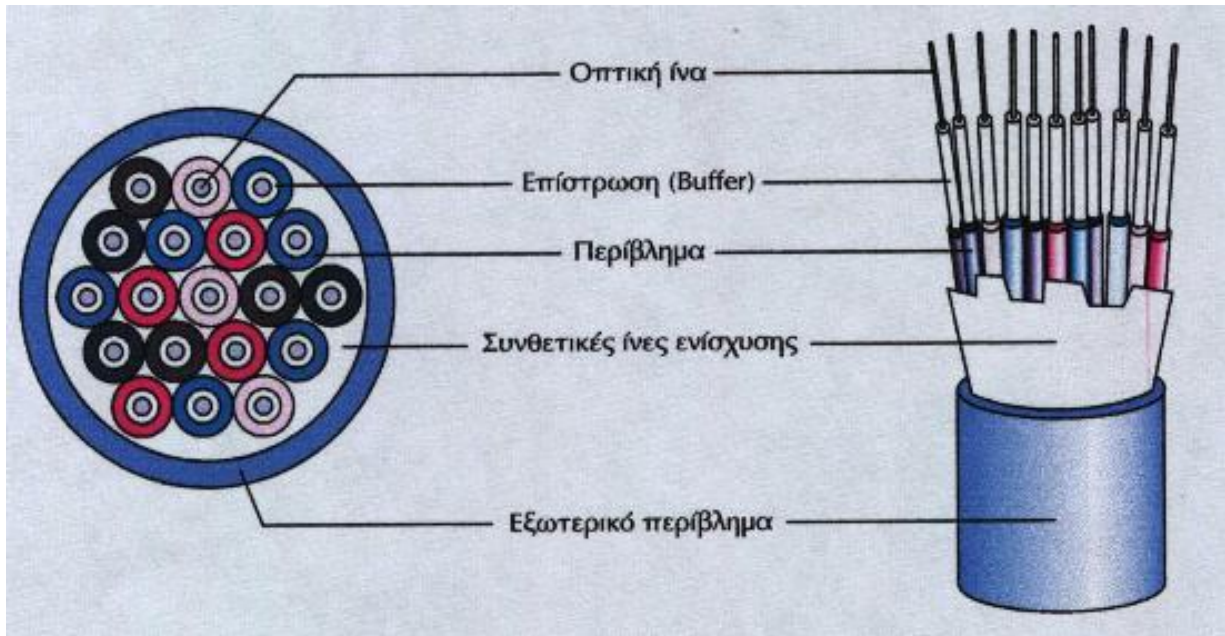 Οπτική ίνα
Επίστρωση (Buffer)
Περίβλημα
Συνθετικές ίνες ενίσχυσης
Εξωτερικό περίβλημα